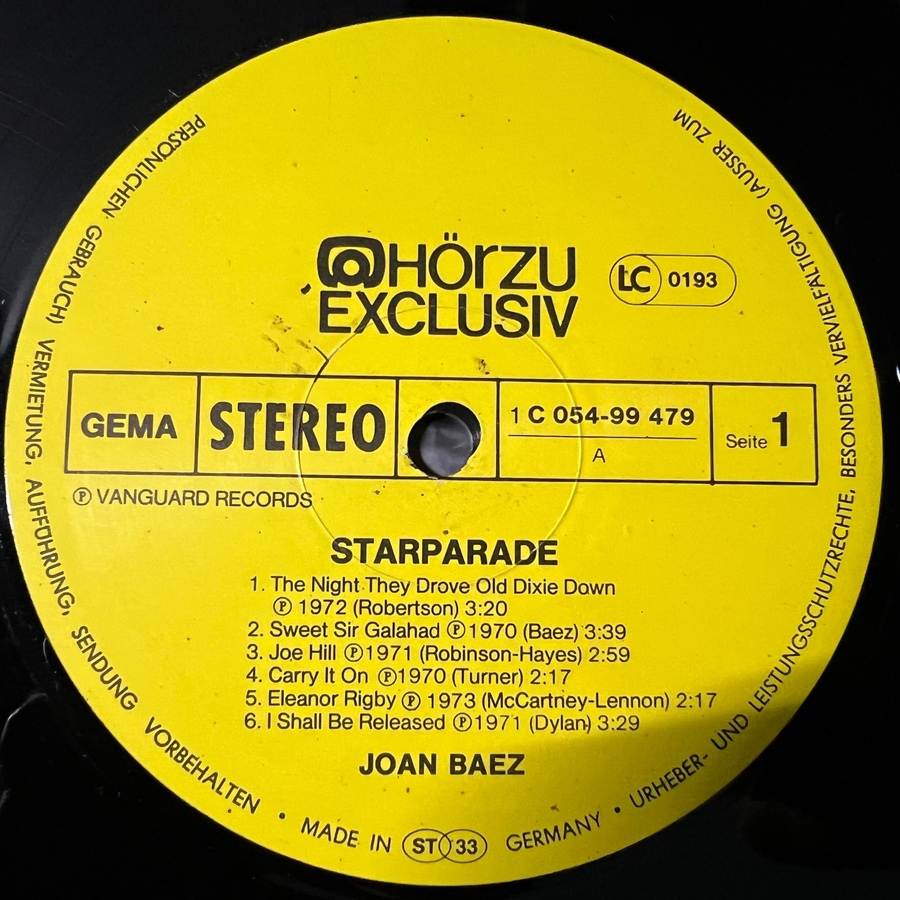 HÖRZU
EXCLUSIV
LC 0193
GEMA
STEREO
1 C 054-99 479
A
Seite 1
Ⓟ VANGUARD RECORDS
STARPARADE
1. The Night They Drove Old Dixie Down
Ⓟ 1972 (Robertson) 3:20
2. Sweet Sir Galahad Ⓟ 1970 (Baez) 3:39
3. Joe Hill Ⓟ 1971 (Robinson-Hayes) 2:59
4. Carry It On Ⓟ 1970 (Turner) 2:17
5. Eleanor Rigby Ⓟ 1973 (McCartney-Lennon) 2:17
6. I Shall Be Released Ⓟ 1971 (Dylan) 3:29
JOAN BAEZ
MADE IN ST 33 GERMANY • URHEBER- UND LEISTUNGSSCHUTZRECHTE, BESONDERS VERVIELFÄLTIGUNG (AUSSER ZUM PERSÖNLICHEN GEBRAUCH) VERMIETUNG, AUFFÜHRUNG, SENDUNG VORBEHALTEN •